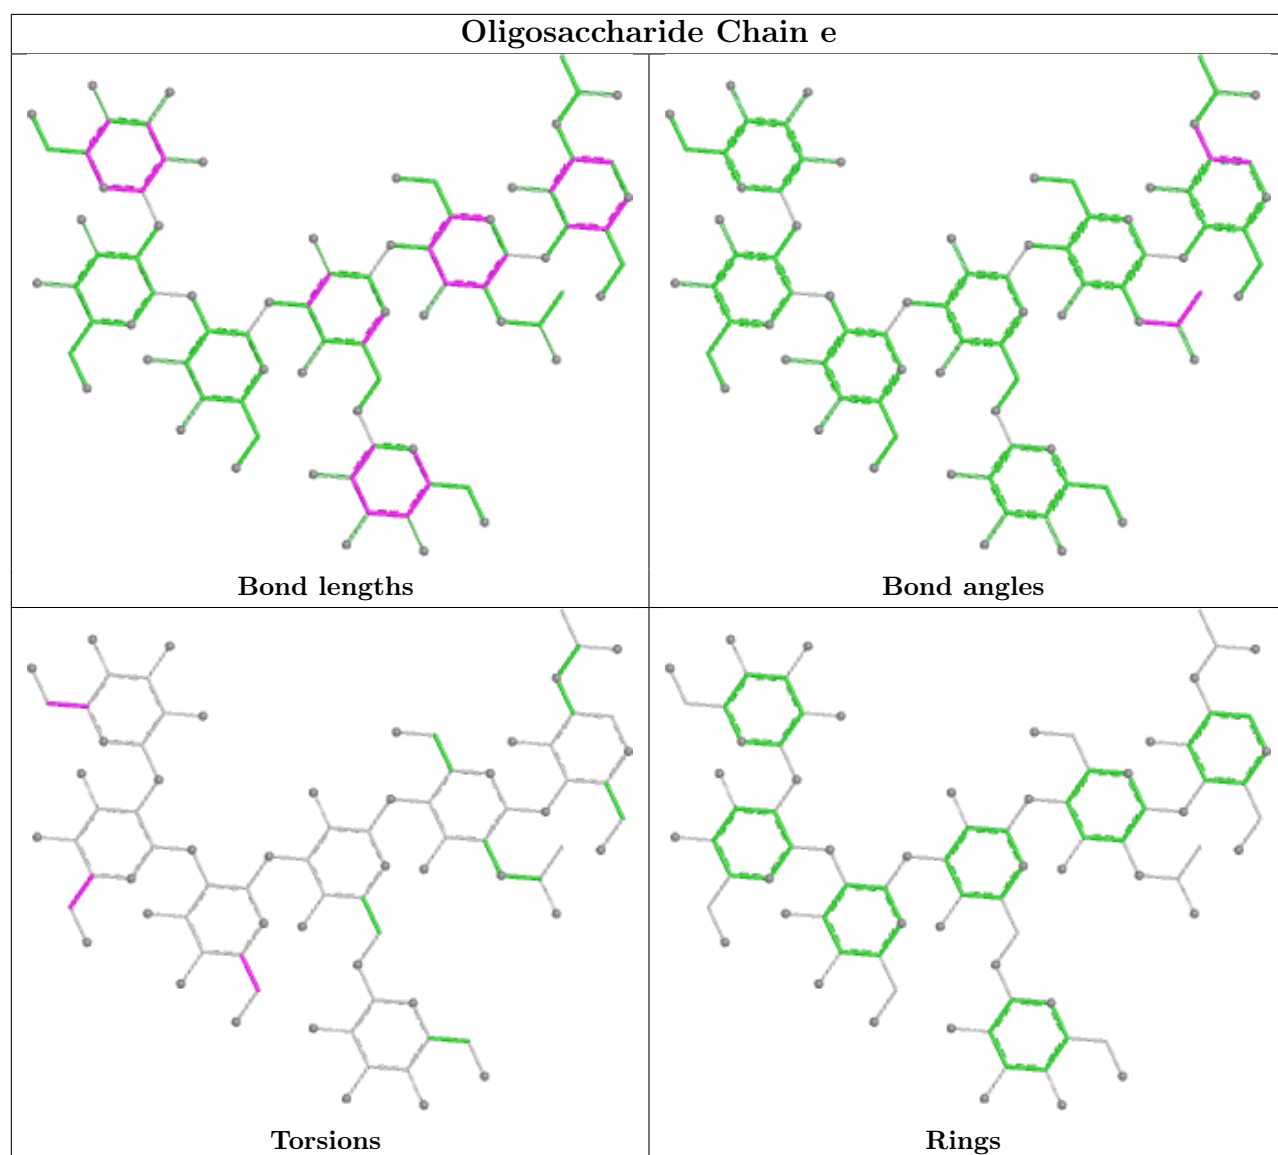 Oligosaccharide Chain e
Bond lengths
Bond angles
Torsions
Rings